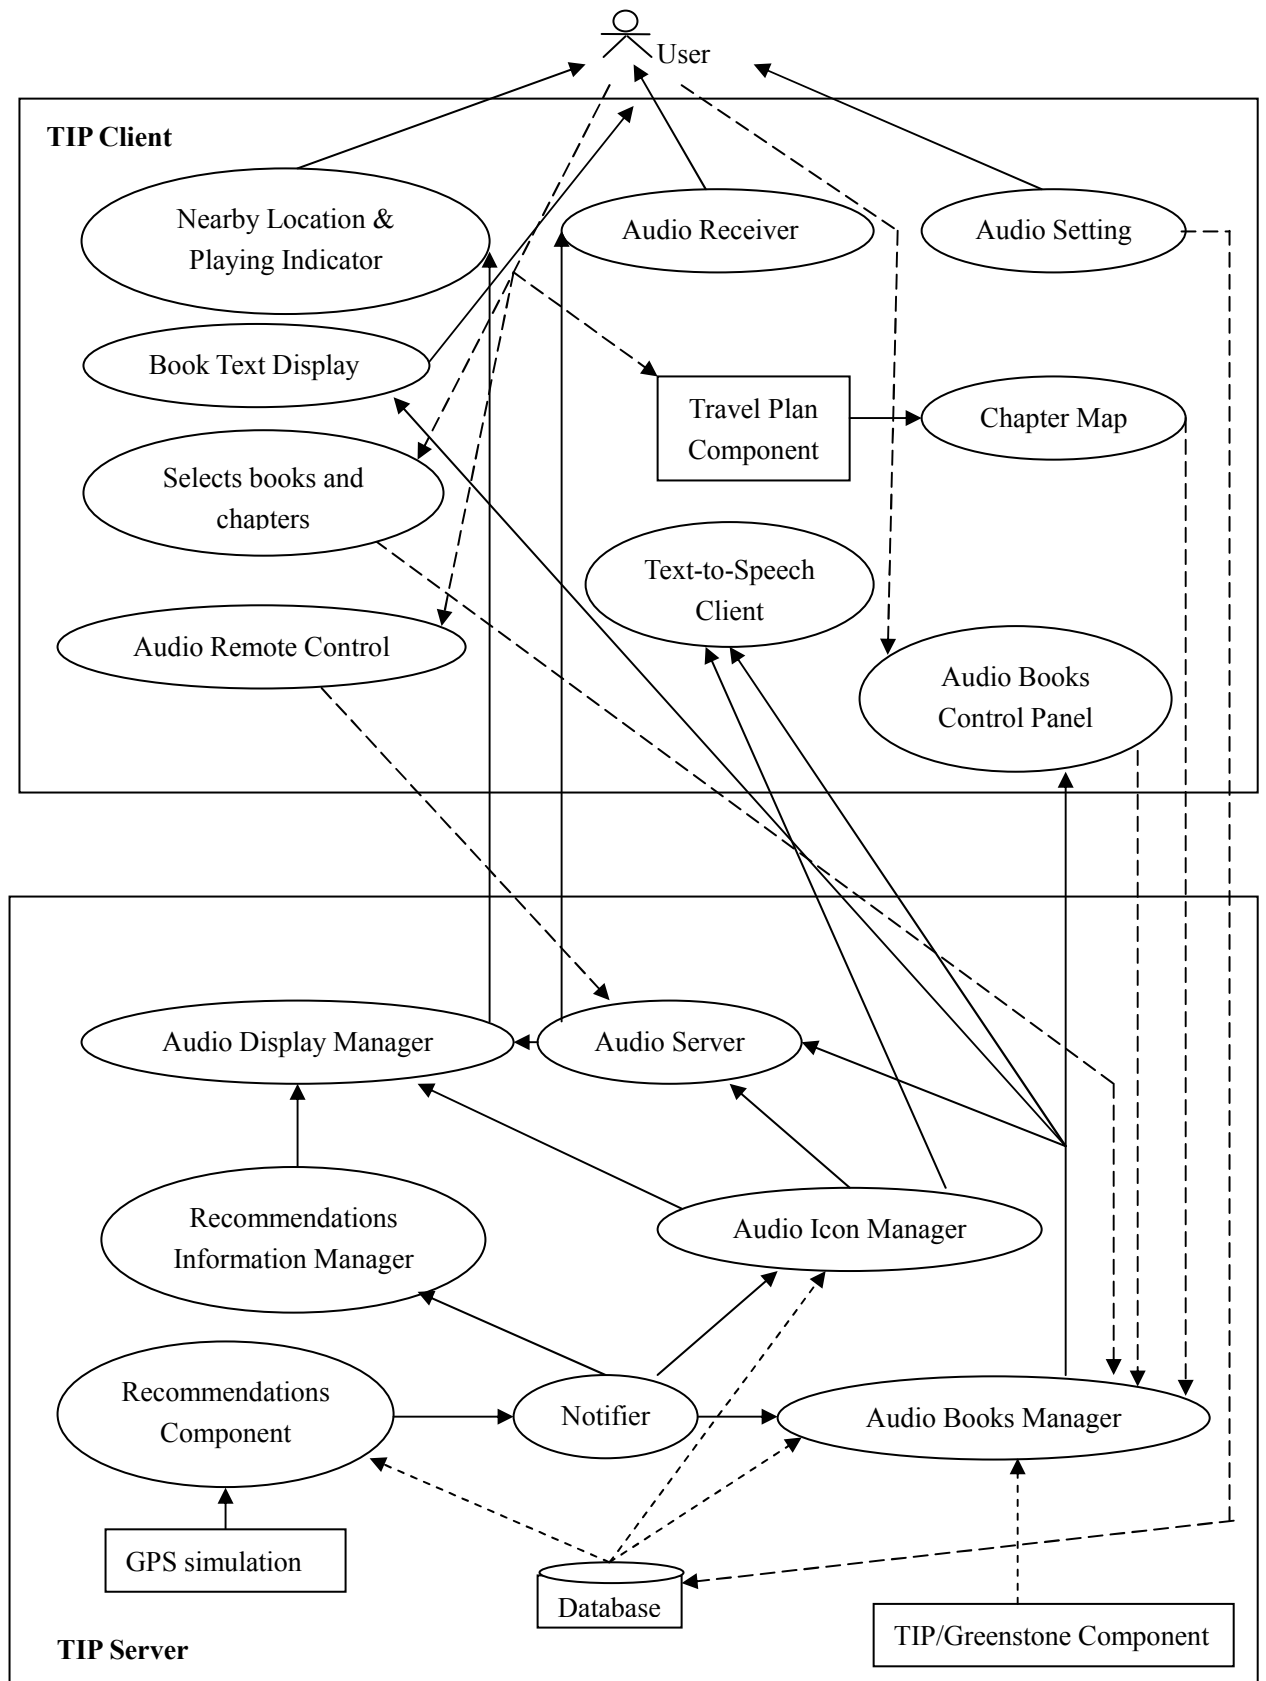 User
TIP Client
Nearby Location &
Playing Indicator
Audio Receiver
Audio Setting
Book Text Display
Travel Plan
Component
Chapter Map
Selects books and
chapters
Text-to-Speech
Client
Audio Remote Control
Audio Books
Control Panel
Audio Display Manager
Audio Server
Recommendations
Information Manager
Audio Icon Manager
Recommendations
Component
Notifier
Audio Books Manager
GPS simulation
Database
TIP/Greenstone Component
TIP Server